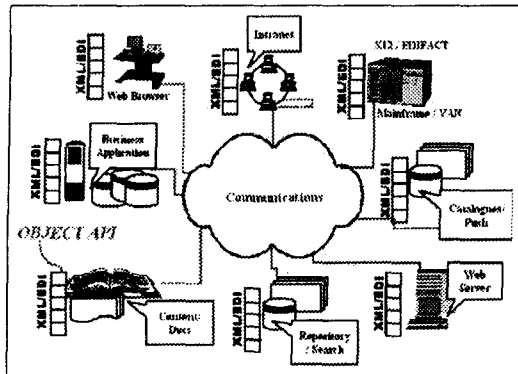 XML/EDI
Web Browser
XML/EDI
Intranet
X12 / EDIFACT
XML/EDI
Mainframe / VAN
XML/EDI
Business
Application
Communications
XML/EDI
Catalogues/
Push
OBJECT API
XML/EDI
Content/
Docs
XML/EDI
Repository
/ Search
XML/EDI
Web
Server